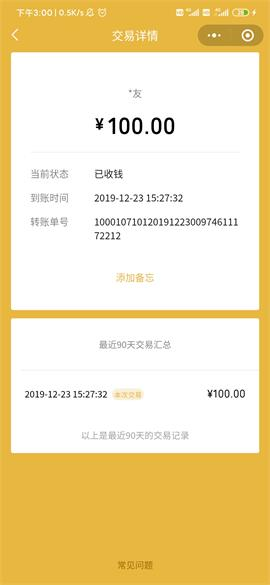 下午3:00 | 0.5K/s
交易详情
*友
¥100.00
当前状态 已收钱
到账时间 2019-12-23 15:27:32
转账单号 100010710120191223009746111
72212
添加备忘
最近90天交易汇总
2019-12-23 15:27:32 本次交易 ¥100.00
以上是最近90天的交易记录
常见问题